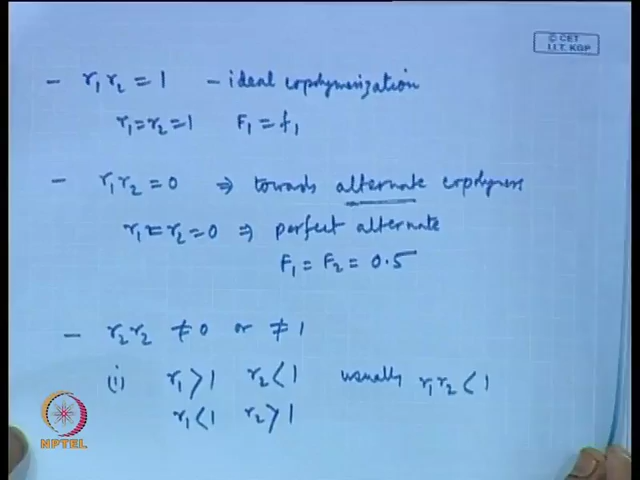 © CET
I.I.T. KGP
- r₁ r₂ = 1 - ideal copolymerization
r₁ = r₂ = 1 F₁ = f₁
- r₁ r₂ = 0 ⇒ towards alternate copolymers
r₁ = r₂ = 0 ⇒ perfect alternate
F₁ = F₂ = 0.5
- r₂ r₂ ≠ 0 or ≠ 1
(i) r₁ > 1 r₂ < 1 usually r₁ r₂ < 1
r₁ < 1 r₂ > 1
NPTEL